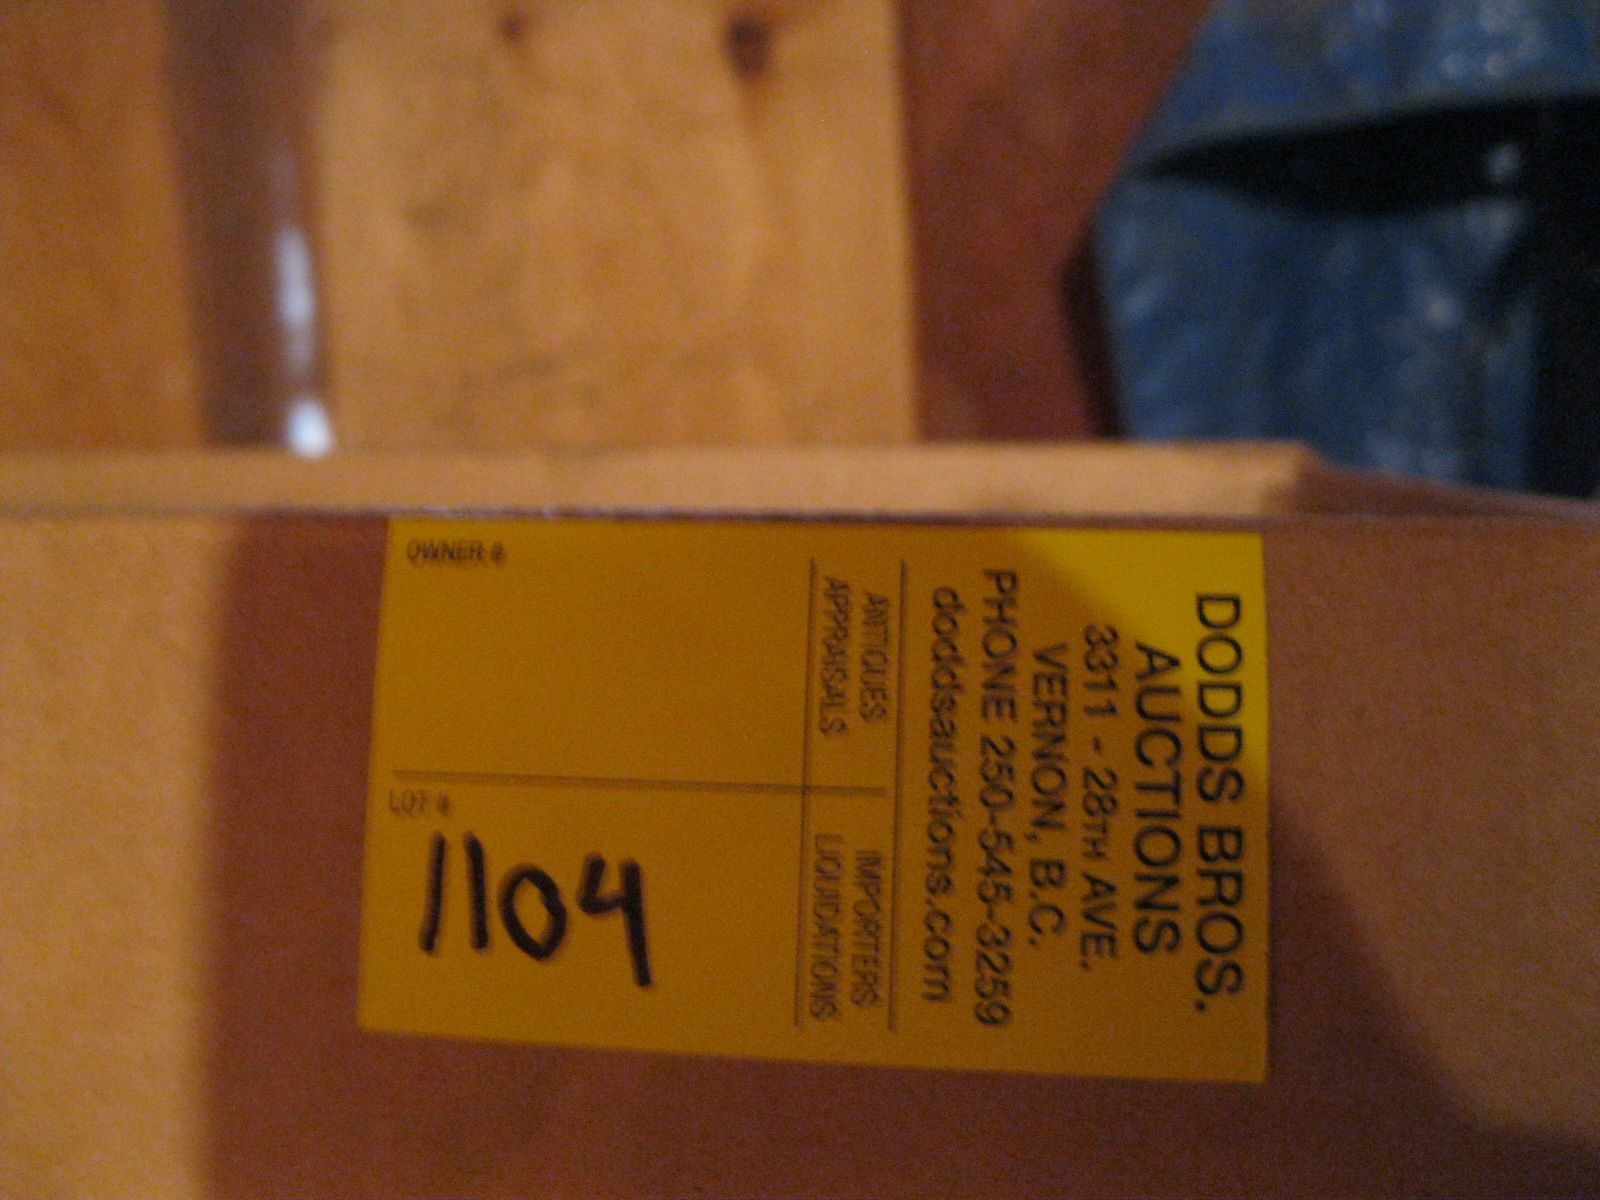 DODDS BROS.
AUCTIONS
3311 - 28TH AVE.
VERNON, B.C.
PHONE 250-545-3259
doddsauctions.com
ANTIQUES IMPORTERS
APPRAISALS LIQUIDATIONS
OWNER #
LOT #
1104